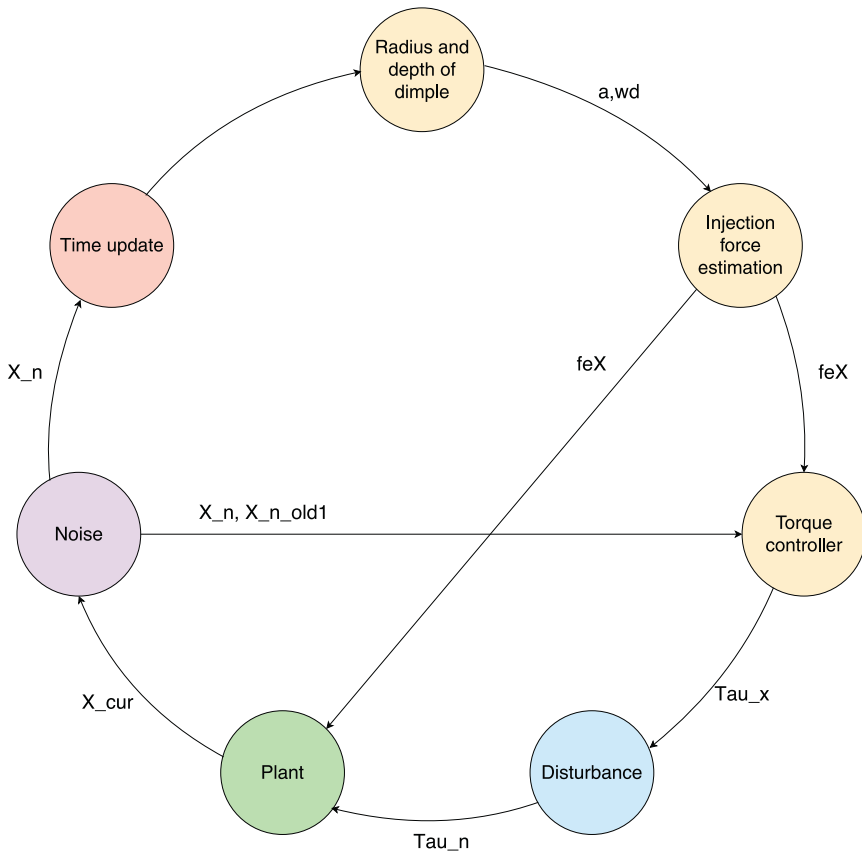 Radius and
depth of
dimple
a,wd
Time update
Injection
force
estimation
X_n
feX
feX
Noise
X_n, X_n_old1
Torque
controller
X_cur
Tau_x
Plant
Disturbance
Tau_n